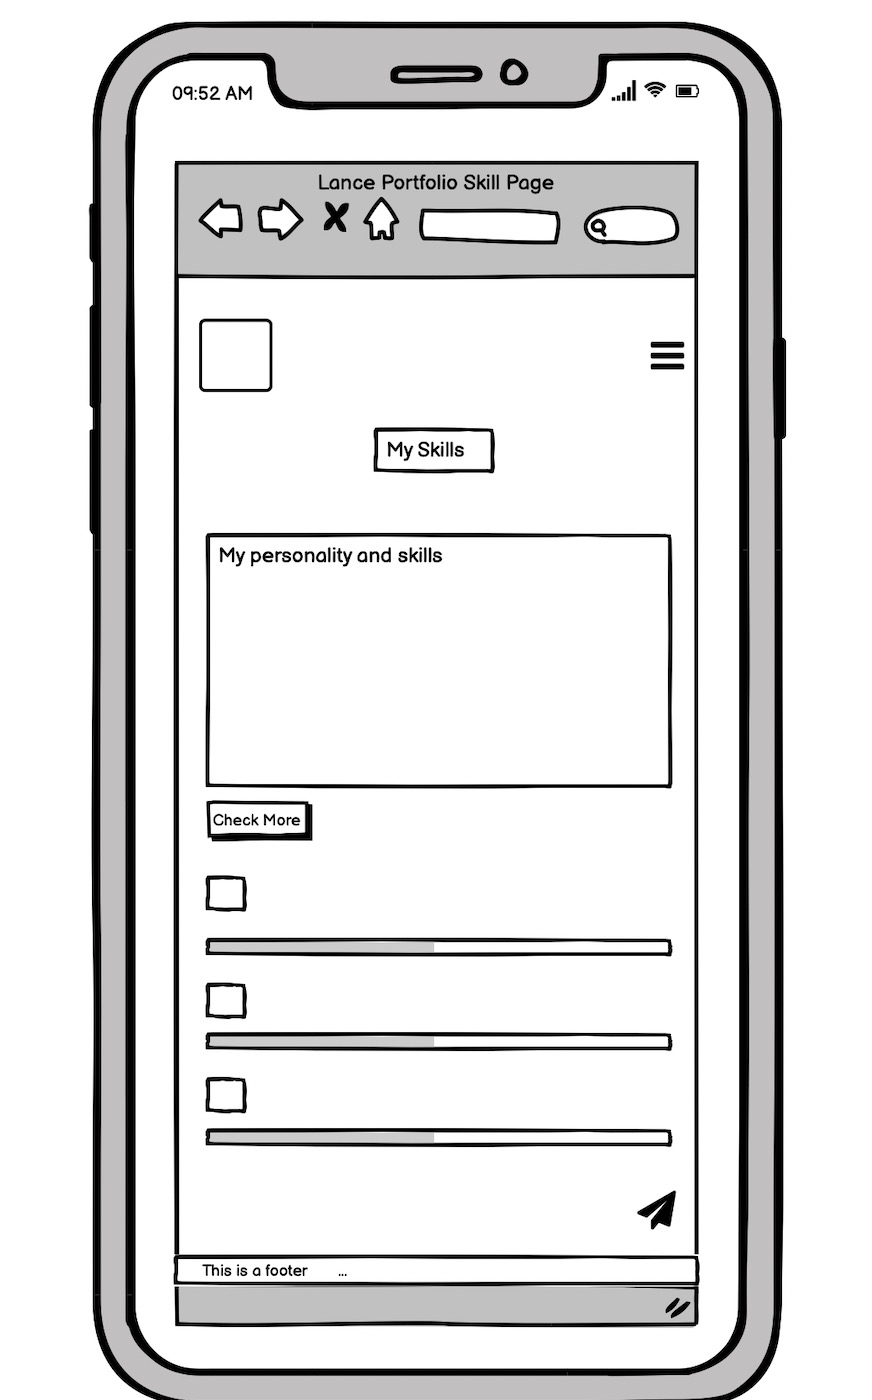 09:52 AM
Lance Portfolio Skill Page
My Skills
My personality and skills
Check More
This is a footer ...